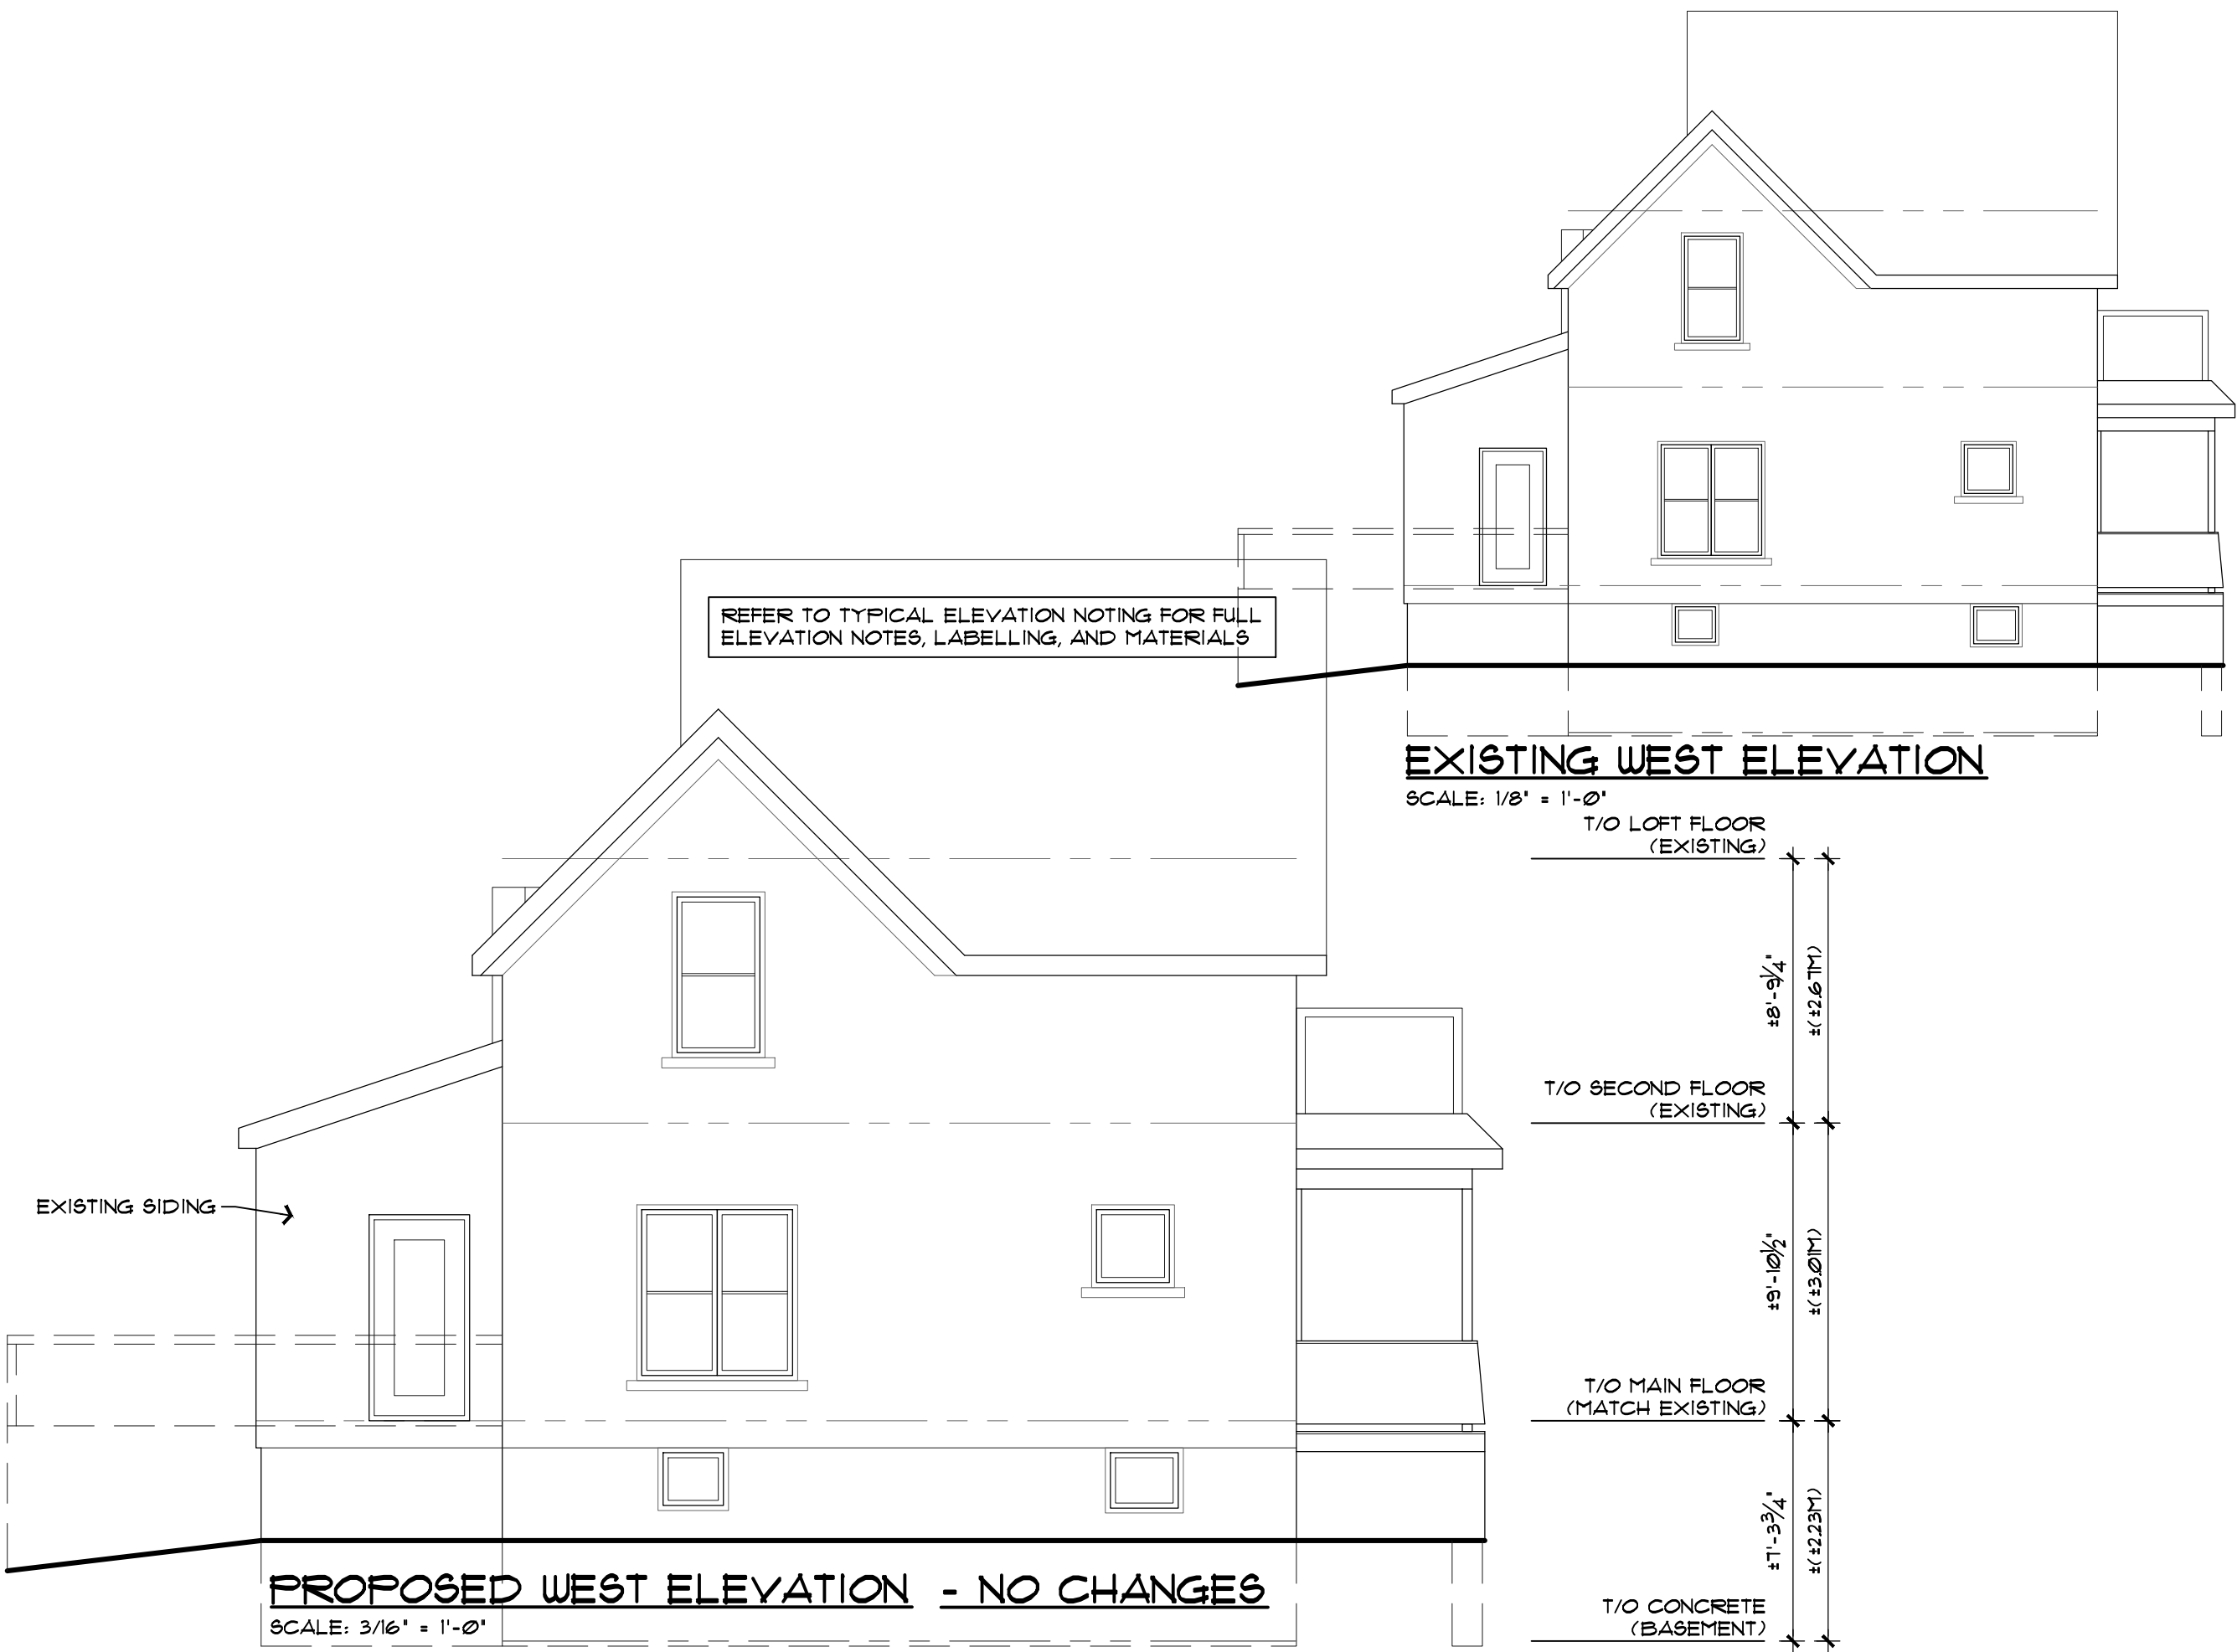 REFER TO TYPICAL ELEVATION NOTING FOR FULL
ELEVATION NOTES, LABELLING, AND MATERIALS
EXISTING WEST ELEVATION
SCALE: 1/8" = 1'-0"
T/O LOFT FLOOR
(EXISTING)
±8'-9¼"
±(±2.67M)
T/O SECOND FLOOR
(EXISTING)
EXISTING SIDING
±9'-10½"
±(±3.01M)
T/O MAIN FLOOR
(MATCH EXISTING)
±7'-3¾"
±(±2.23M)
PROPOSED WEST ELEVATION - NO CHANGES
SCALE: 3/16" = 1'-0"
T/O CONCRETE
(BASEMENT)